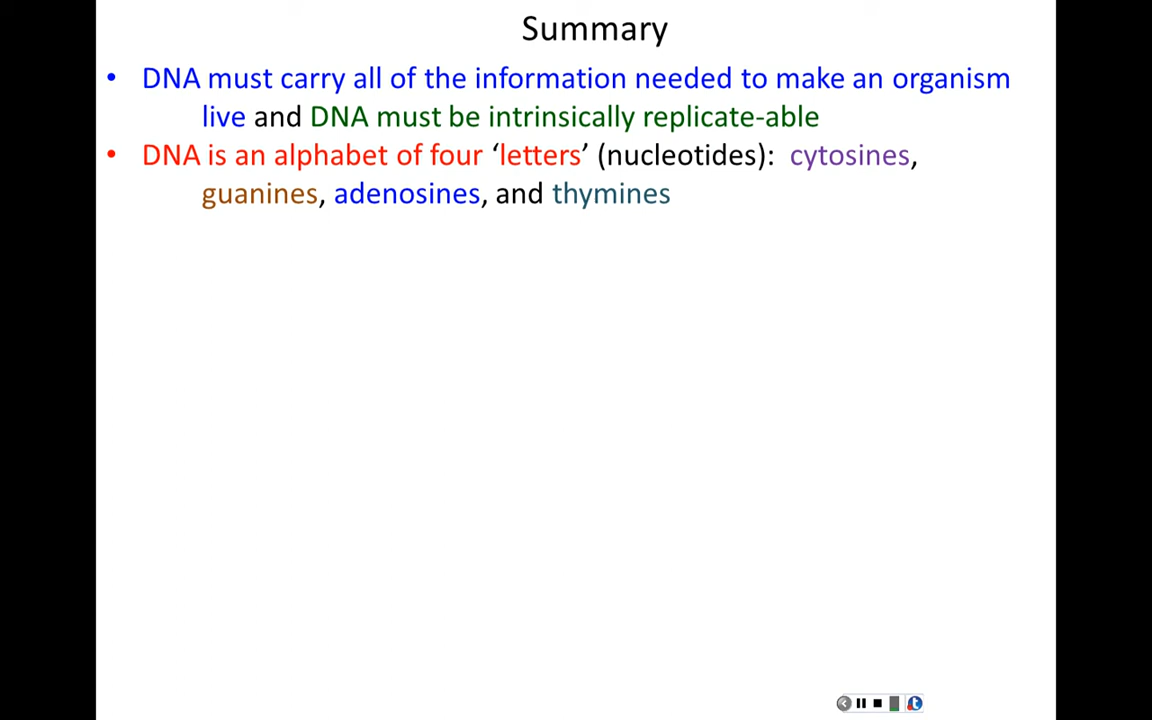 Summary
• DNA must carry all of the information needed to make an organism
live and DNA must be intrinsically replicate-able
• DNA is an alphabet of four ‘letters’ (nucleotides): cytosines,
guanines, adenosines, and thymines